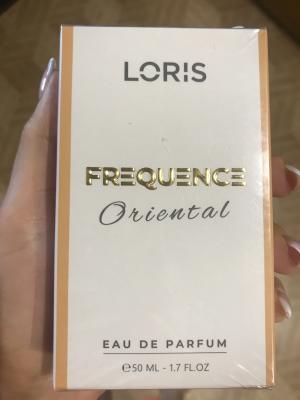 LORIS
FREQUENCE
Oriental
EAU DE PARFUM
℮50 ML - 1.7 FL.OZ